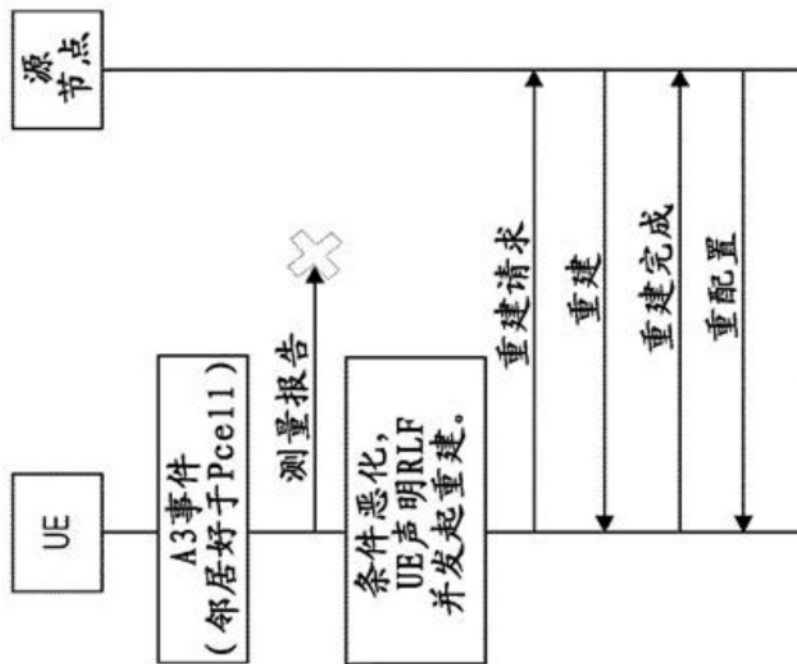 UE
源
节点
A3事件
(邻居好于Pcell)
测量报告
条件恶化,
UE声明RLF
并发起重建。
重建请求
重建
重建完成
重配置